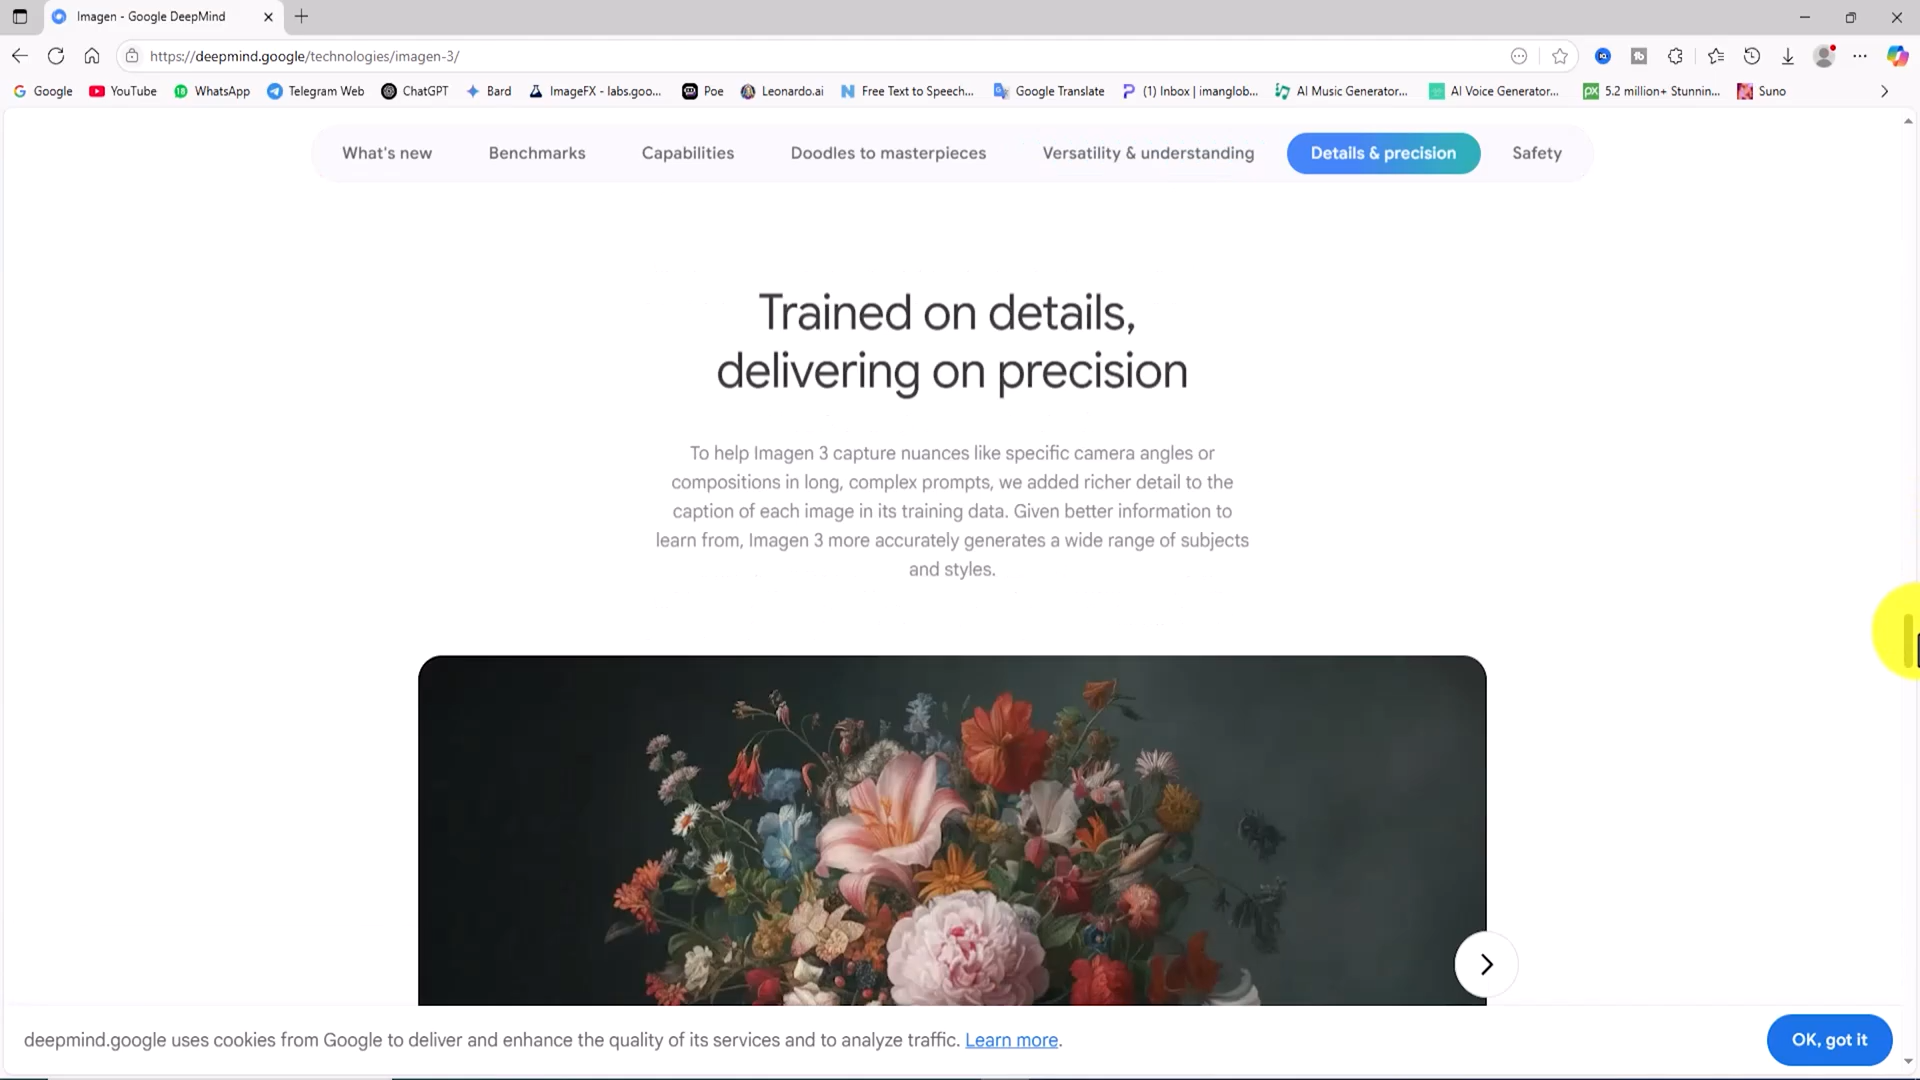 Imagen - Google DeepMind
https://deepmind.google/technologies/imagen-3/
Google YouTube WhatsApp Telegram Web ChatGPT Bard ImageFX - labs.goo... Poe Leonardo.ai Free Text to Speech... Google Translate (1) Inbox | imanglob... AI Music Generator... AI Voice Generator... 5.2 million+ Stunnin... Suno
What's new Benchmarks Capabilities Doodles to masterpieces Versatility & understanding Details & precision Safety
Trained on details,
delivering on precision
To help Imagen 3 capture nuances like specific camera angles or
compositions in long, complex prompts, we added richer detail to the
caption of each image in its training data. Given better information to
learn from, Imagen 3 more accurately generates a wide range of subjects
and styles.
deepmind.google uses cookies from Google to deliver and enhance the quality of its services and to analyze traffic. Learn more.
OK, got it